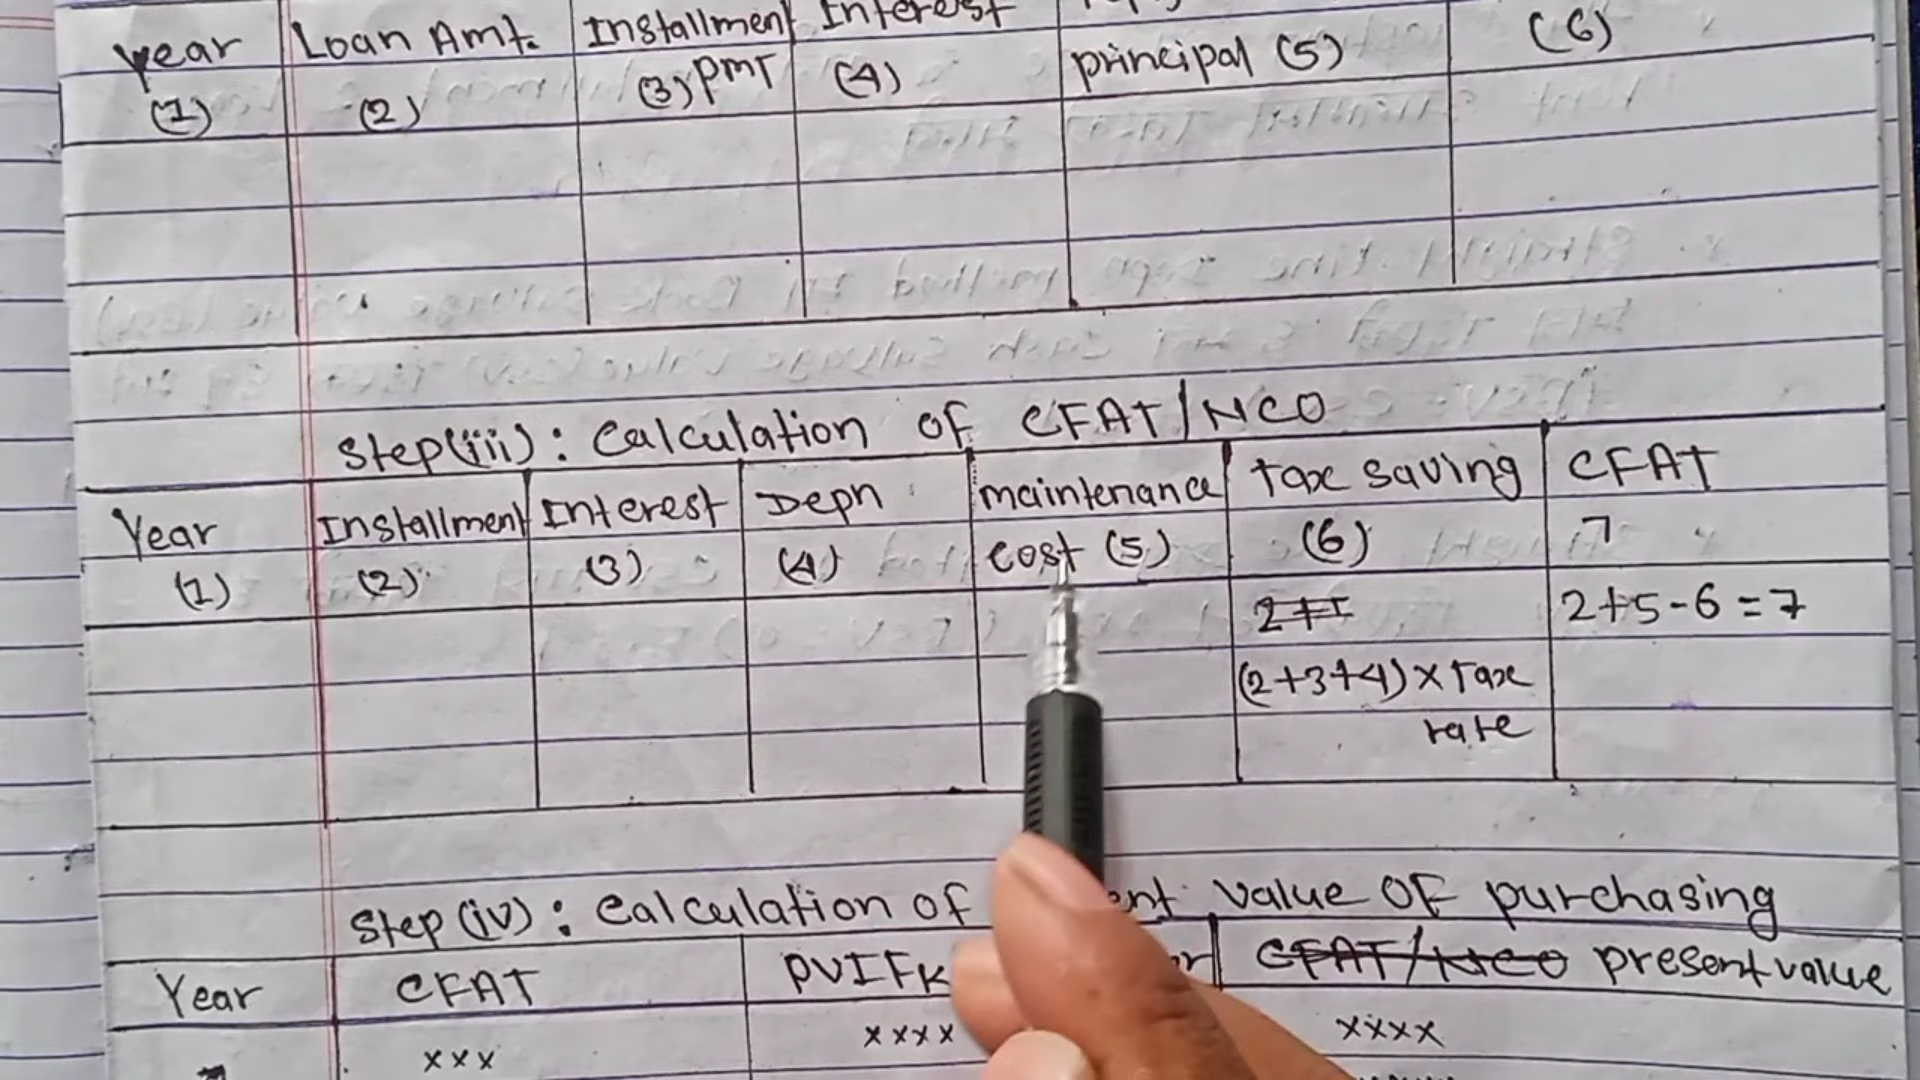 Year Loan Amt. Installment Interest
(1) (2) (3) PMT (4) principal (5) (6)
Step(iii): Calculation of CFAT/NCO
Year Installment Interest Depn maintenance Tax saving CFAT
(1) (2) (3) (4) cost (5) (6) 7
2+I 2+5-6=7
(2+3+4) x Tax
rate
Step(iv): Calculation of value OF purchasing
Year CFAT PVIFK CFAT/NCO present value
xxx xxxx xxxx